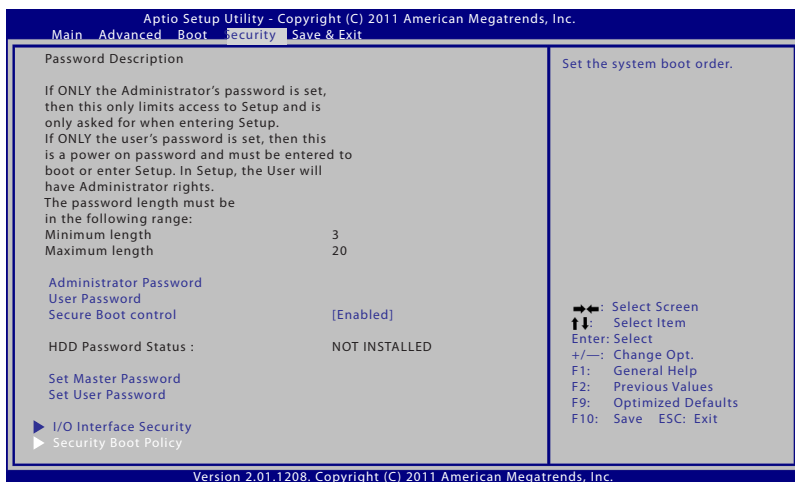 Aptio Setup Utility - Copyright (C) 2011 American Megatrends, Inc.
Main Advanced Boot Security Save & Exit
Password Description
If ONLY the Administrator's password is set,
then this only limits access to Setup and is
only asked for when entering Setup.
If ONLY the user's password is set, then this
is a power on password and must be entered to
boot or enter Setup. In Setup, the User will
have Administrator rights.
The password length must be
in the following range:
Minimum length 3
Maximum length 20
Administrator Password
User Password
Secure Boot control [Enabled]
HDD Password Status : NOT INSTALLED
Set Master Password
Set User Password
I/O Interface Security
Security Boot Policy
Set the system boot order.
→←: Select Screen
↑↓: Select Item
Enter: Select
+/—: Change Opt.
F1: General Help
F2: Previous Values
F9: Optimized Defaults
F10: Save ESC: Exit
Version 2.01.1208. Copyright (C) 2011 American Megatrends, Inc.